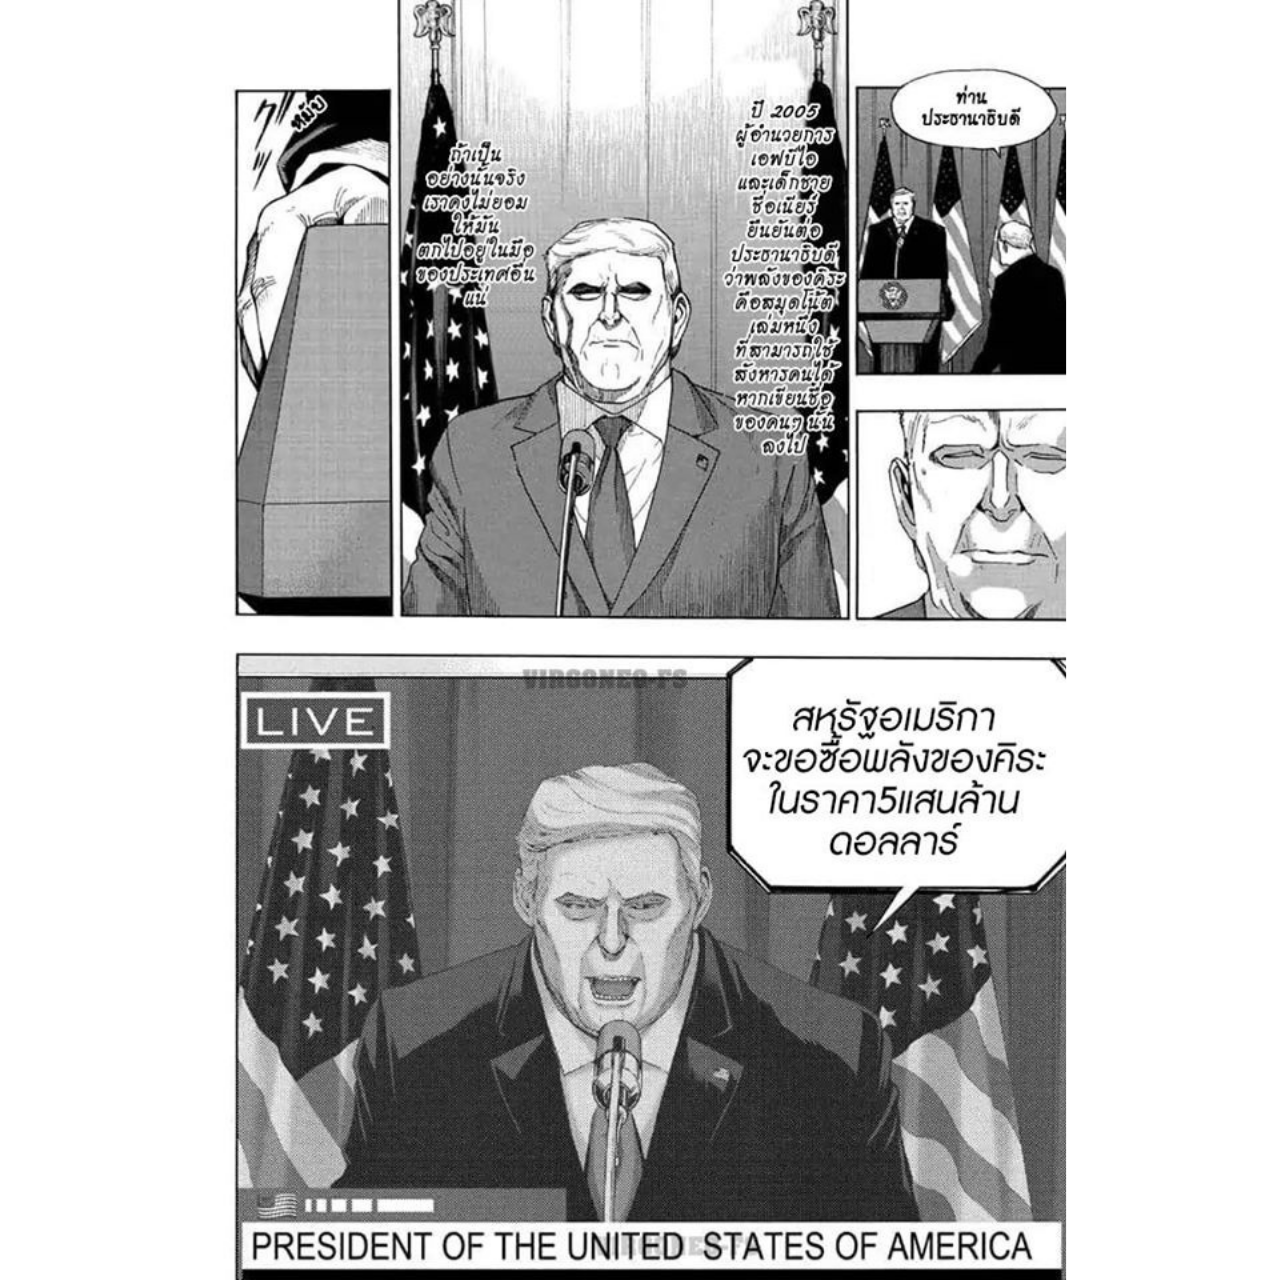 ท่าน
ประธานาธิบดี
ปี 2005
ผู้อำนวยการ
เอฟบีไอ
และเด็กชาย
ชื่อเนียร์
ยืนยันต่อ
ประธานาธิบดี
ว่าพลังของคิระ
คือสมุดโน้ต
เล่มหนึ่ง
ที่สามารถใช้
สังหารคนได้
หากเขียนชื่อ
ของคนๆ นั้น
ลงไป
ถ้าเป็น
อย่างนั้นจริง
เราคงไม่ยอม
ให้มัน
ตกไปอยู่ในมือ
ของประเทศอื่น
แน่
หมับ
VIRGONEO-FS
LIVE
สหรัฐอเมริกา
จะขอซื้อพลังของคิระ
ในราคา5แสนล้าน
ดอลลาร์
PRESIDENT OF THE UNITED STATES OF AMERICA